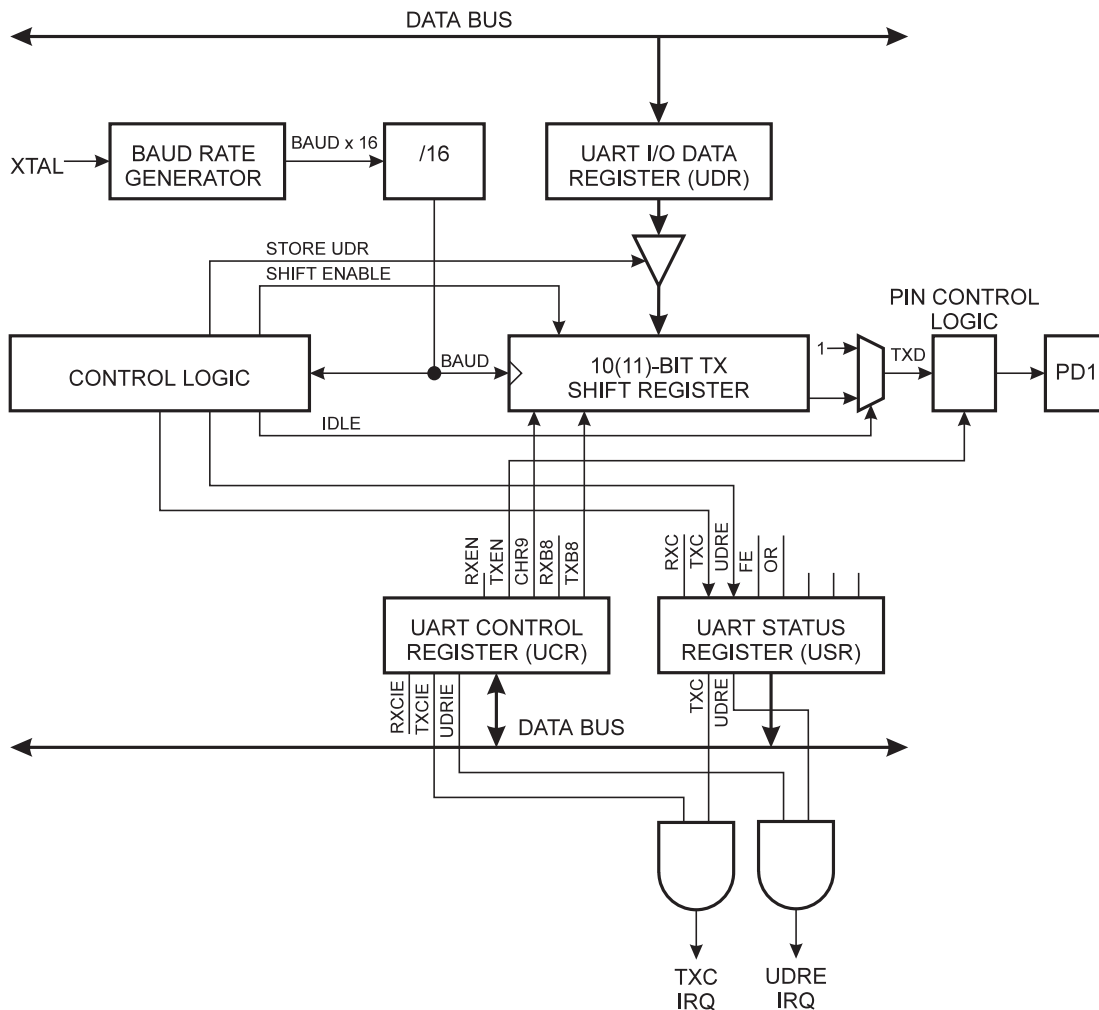 DATA BUS
XTAL
BAUD RATE
GENERATOR
BAUD x 16
/16
UART I/O DATA
REGISTER (UDR)
STORE UDR
SHIFT ENABLE
PIN CONTROL
LOGIC
CONTROL LOGIC
BAUD
10(11)-BIT TX
SHIFT REGISTER
1
TXD
PD1
IDLE
RXEN
TXEN
CHR9
RXB8
TXB8
RXC
TXC
UDRE
FE
OR
UART CONTROL
REGISTER (UCR)
UART STATUS
REGISTER (USR)
RXCIE
TXCIE
UDRIE
TXC
UDRE
DATA BUS
TXC
IRQ
UDRE
IRQ